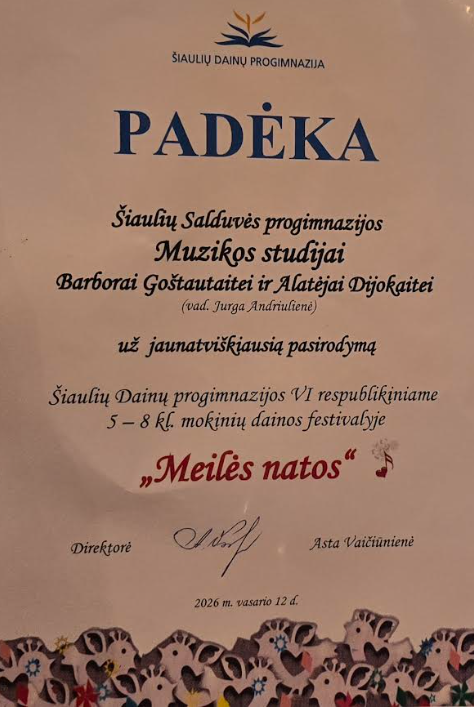 ŠIAULIŲ DAINŲ PROGIMNAZIJA
PADĖKA
Šiaulių Salduvės progimnazijos
Muzikos studijai
Barborai Goštautaitei ir Alatėjai Dijokaitei
(vad. Jurga Andriulienė)
už jaunatviškiausią pasirodymą
Šiaulių Dainų progimnazijos VI respublikiniame
5 – 8 kl. mokinių dainos festivalyje
„Meilės natos“
Direktorė Asta Vaičiūnienė
2026 m. vasario 12 d.